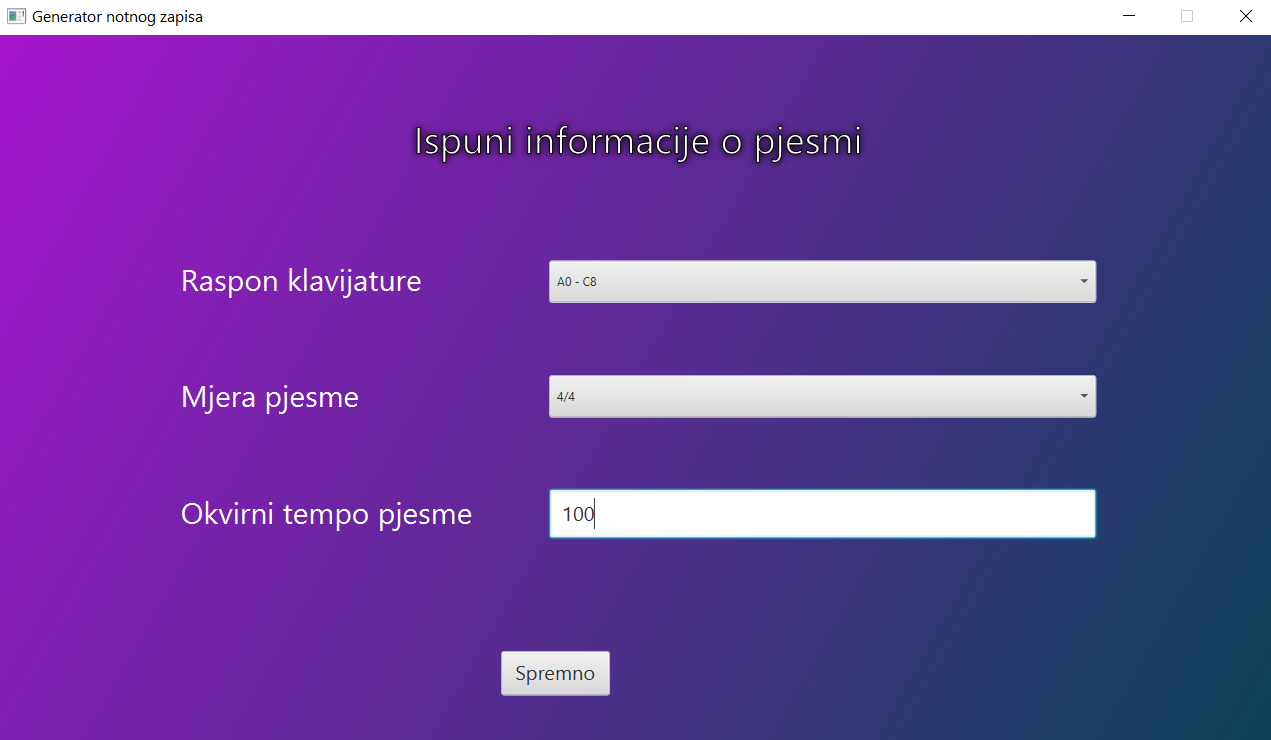 Generator notnog zapisa
Ispuni informacije o pjesmi
Raspon klavijature
A0 - C8
Mjera pjesme
4/4
Okvirni tempo pjesme
100
Spremno